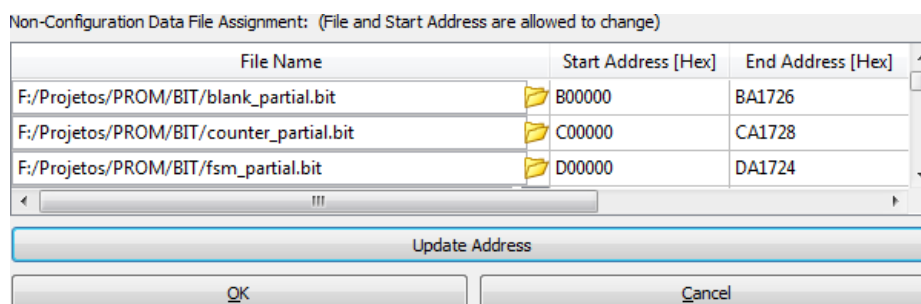 Non-Configuration Data File Assignment: (File and Start Address are allowed to change)
File Name Start Address [Hex] End Address [Hex]
F:/Projetos/PROM/BIT/blank_partial.bit B00000 BA1726
F:/Projetos/PROM/BIT/counter_partial.bit C00000 CA1728
F:/Projetos/PROM/BIT/fsm_partial.bit D00000 DA1724
Update Address
OK Cancel